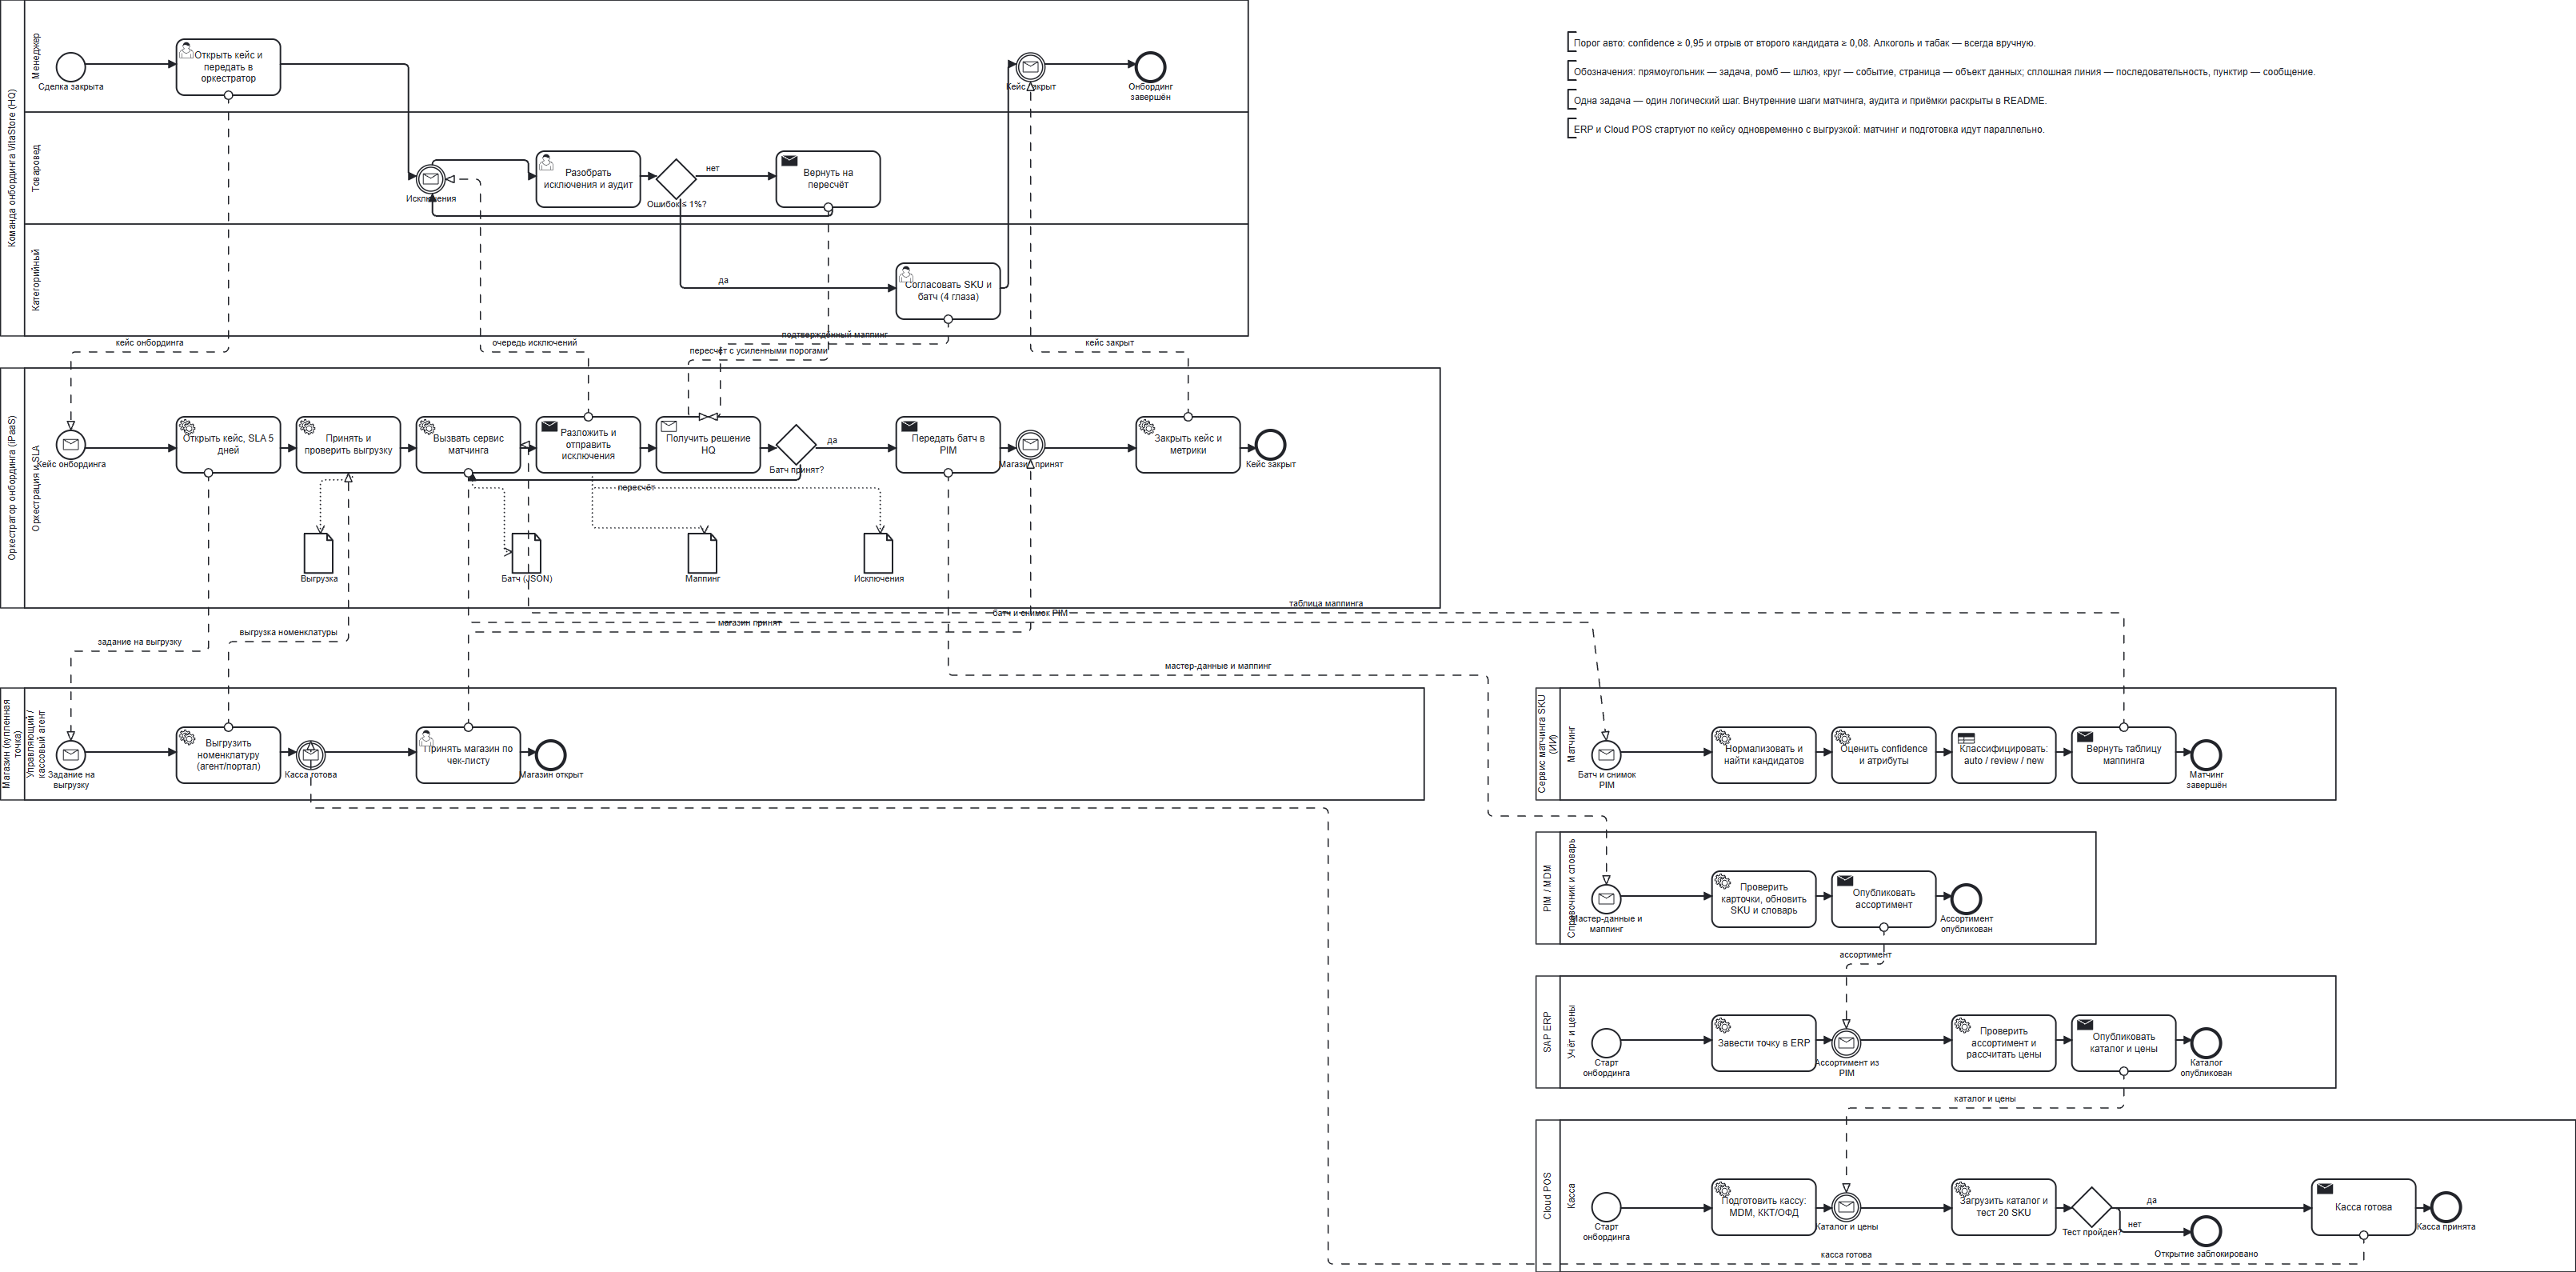 Команда онбординга VitaStore (HQ)
Менеджер
Сделка закрыта
Открыть кейс и
передать в
оркестратор
Кейс закрыт
Онбординг
завершён
Товаровед
Исключения
Разобрать
исключения и аудит
Ошибок ≤ 1%?
нет
Вернуть на
пересчёт
Категорийный
да
Согласовать SKU и
батч (4 глаза)
Порог авто: confidence ≥ 0,95 и отрыв от второго кандидата ≥ 0,08. Алкоголь и табак — всегда вручную.
Обозначения: прямоугольник — задача, ромб — шлюз, круг — событие, страница — объект данных; сплошная линия — последовательность, пунктир — сообщение.
Одна задача — один логический шаг. Внутренние шаги матчинга, аудита и приёмки раскрыты в README.
ERP и Cloud POS стартуют по кейсу одновременно с выгрузкой: матчинг и подготовка идут параллельно.
кейс онбординга
очередь исключений
подтверждённый маппинг
пересчёт с усиленными порогами
кейс закрыт
Оркестратор онбординга (iPaaS)
Оркестрация и SLA
Кейс онбординга
Открыть кейс, SLA 5
дней
Принять и
проверить выгрузку
Вызвать сервис
матчинга
Разложить и
отправить
исключения
Получить решение
HQ
Батч принят?
да
пересчёт
Передать батч в
PIM
Магазин принят
Закрыть кейс и
метрики
Кейс закрыт
Выгрузка
Батч (JSON)
Маппинг
Исключения
таблица маппинга
батч и снимок PIM
магазин принят
выгрузка номенклатуры
задание на выгрузку
мастер-данные и маппинг
Магазин (купленная
точка)
Управляющий /
кассовый агент
Задание на
выгрузку
Выгрузить
номенклатуру
(агент/портал)
Касса готова
Принять магазин по
чек-листу
Магазин открыт
Сервис матчинга SKU
(ИИ)
Матчинг
Батч и снимок
PIM
Нормализовать и
найти кандидатов
Оценить confidence
и атрибуты
Классифицировать:
auto / review / new
Вернуть таблицу
маппинга
Матчинг
завершён
PIM / MDM
Справочник и словарь
Мастер-данные и
маппинг
Проверить
карточки, обновить
SKU и словарь
Опубликовать
ассортимент
Ассортимент
опубликован
ассортимент
SAP ERP
Учёт и цены
Старт
онбординга
Завести точку в ERP
Ассортимент из
PIM
Проверить
ассортимент и
рассчитать цены
Опубликовать
каталог и цены
Каталог
опубликован
каталог и цены
Cloud POS
Касса
Старт
онбординга
Подготовить кассу:
MDM, ККТ/ОФД
Каталог и цены
Загрузить каталог и
тест 20 SKU
Тест пройден?
да
нет
Открытие заблокировано
Касса готова
Касса принята
касса готова